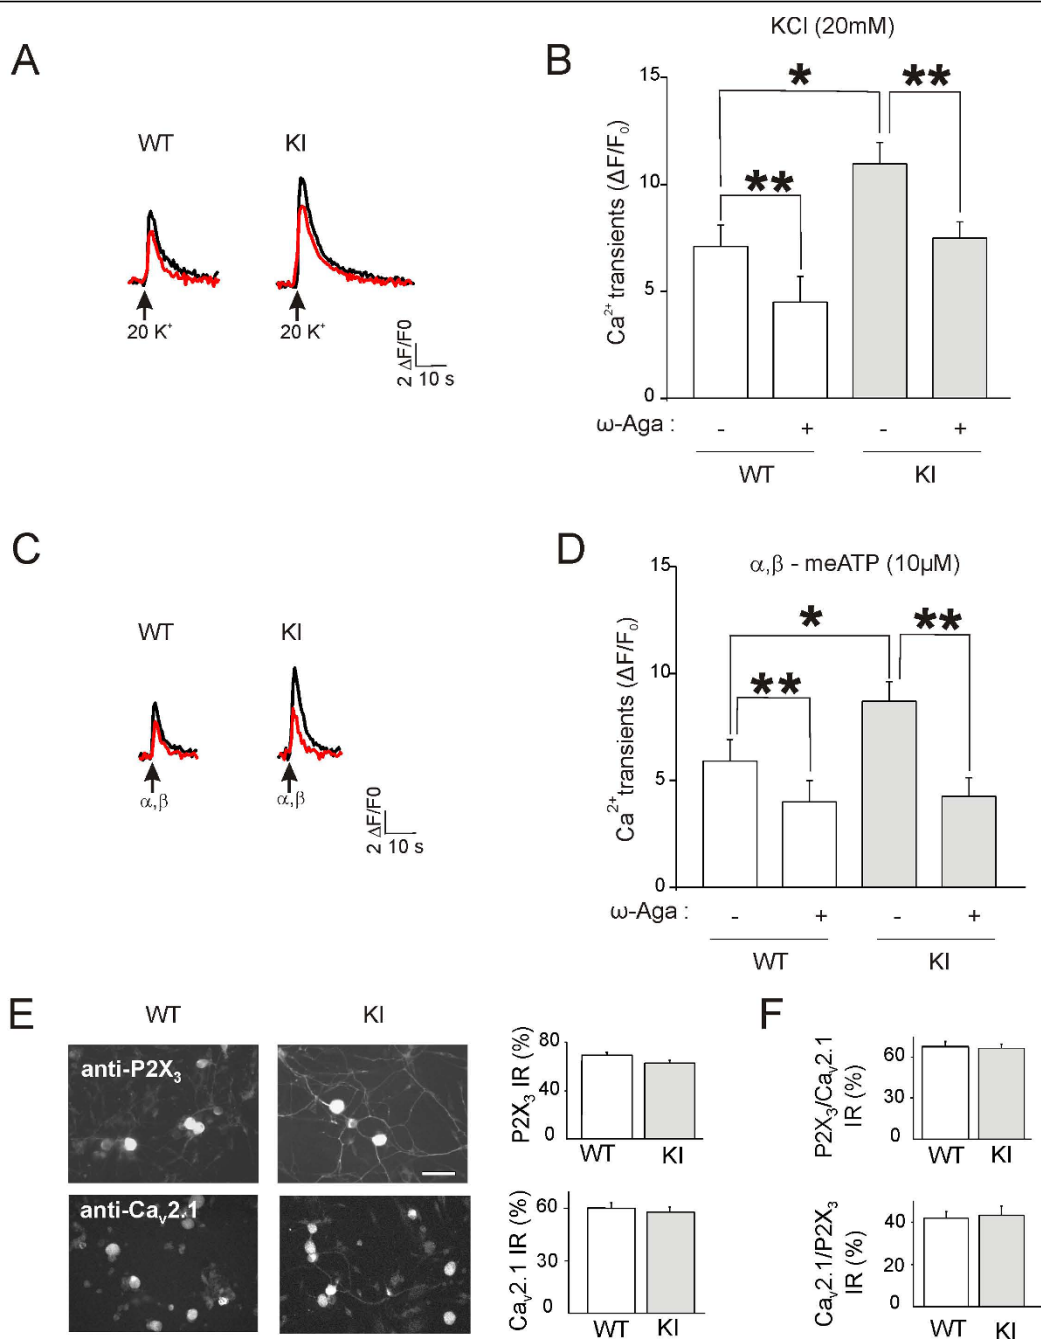 A
WT
KI
20 K⁺
20 K⁺
2 ΔF/F0
10 s
B
KCl (20mM)
Ca²⁺ transients (ΔF/F₀)
15
10
5
0
*
**
**
ω-Aga : - + - +
WT KI
C
WT
KI
α,β
α,β
2 ΔF/F0
10 s
D
α,β - meATP (10µM)
Ca²⁺ transients (ΔF/F₀)
15
10
5
0
*
**
**
ω-Aga : - + - +
WT KI
E
WT
KI
anti-P2X₃
anti-Caᵥ2.1
P2X₃ IR (%)
80
40
0
WT KI
Caᵥ2.1 IR (%)
60
30
0
WT KI
F
P2X₃/Caᵥ2.1
IR (%)
60
0
WT KI
Caᵥ2.1/P2X₃
IR (%)
40
0
WT KI